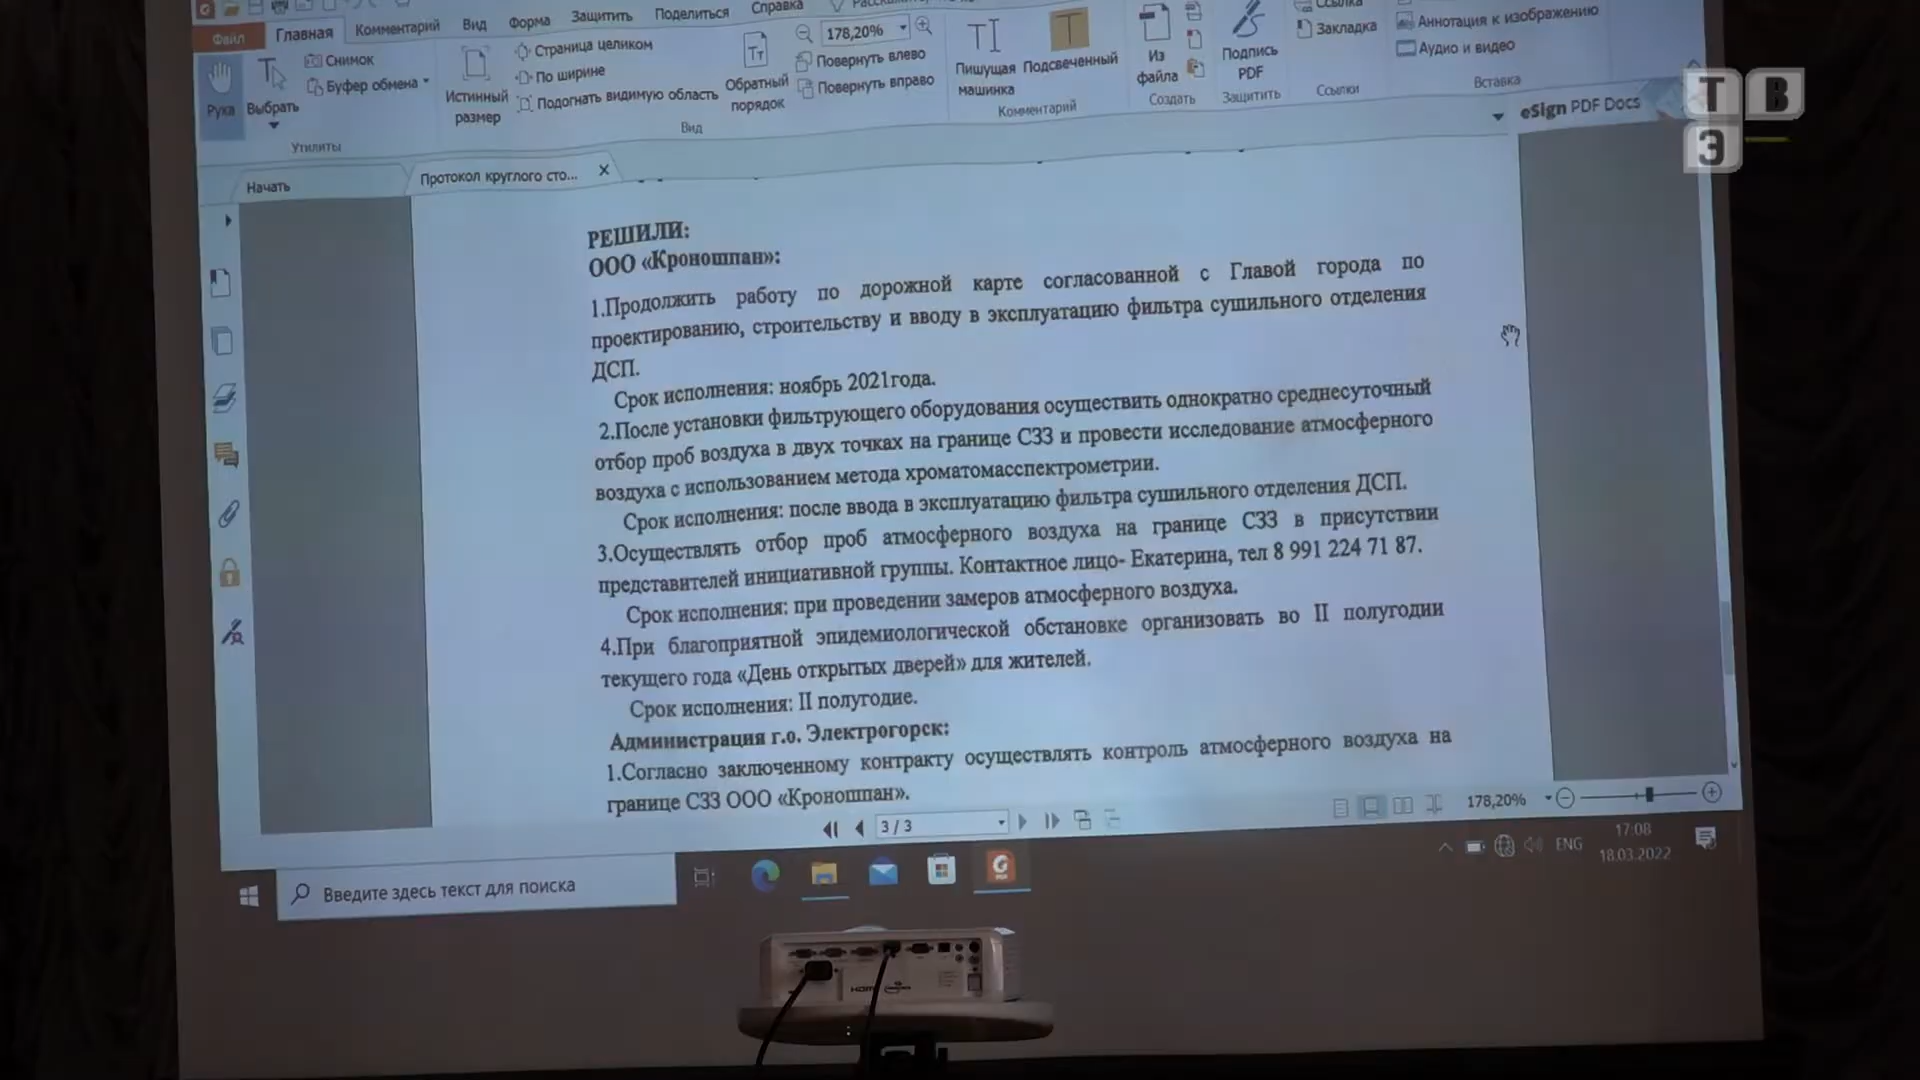 Файл
Главная
Комментарий
Вид
Форма
Защитить
Поделиться
Справка
Рука
Выбрать
Снимок
Буфер обмена
Утилиты
Истинный размер
Страница целиком
По ширине
Подогнать видимую область
Вид
Обратный порядок
178,20%
Повернуть влево
Повернуть вправо
Пишущая машинка
Подсвеченный
Комментарий
Из файла
Создать
Подпись PDF
Защитить
Ссылка
Закладка
Ссылки
Аннотация к изображению
Аудио и видео
Вставка
eSign PDF Docs
ТВ
3
Начать
Протокол круглого сто...
РЕШИЛИ:
ООО «Кроношпан»:
1.Продолжить работу по дорожной карте согласованной с Главой города по
проектированию, строительству и вводу в эксплуатацию фильтра сушильного отделения
ДСП.
Срок исполнения: ноябрь 2021года.
2.После установки фильтрующего оборудования осуществить однократно среднесуточный
отбор проб воздуха в двух точках на границе СЗЗ и провести исследование атмосферного
воздуха с использованием метода хроматомасспектрометрии.
Срок исполнения: после ввода в эксплуатацию фильтра сушильного отделения ДСП.
3.Осуществлять отбор проб атмосферного воздуха на границе СЗЗ в присутствии
представителей инициативной группы. Контактное лицо- Екатерина, тел 8 991 224 71 87.
Срок исполнения: при проведении замеров атмосферного воздуха.
4.При благоприятной эпидемиологической обстановке организовать во II полугодии
текущего года «День открытых дверей» для жителей.
Срок исполнения: II полугодие.
Администрация г.о. Электрогорск:
1.Согласно заключенному контракту осуществлять контроль атмосферного воздуха на
границе СЗЗ ООО «Кроношпан».
3 / 3
178,20%
Введите здесь текст для поиска
ENG
17:08
18.03.2022
HDMI